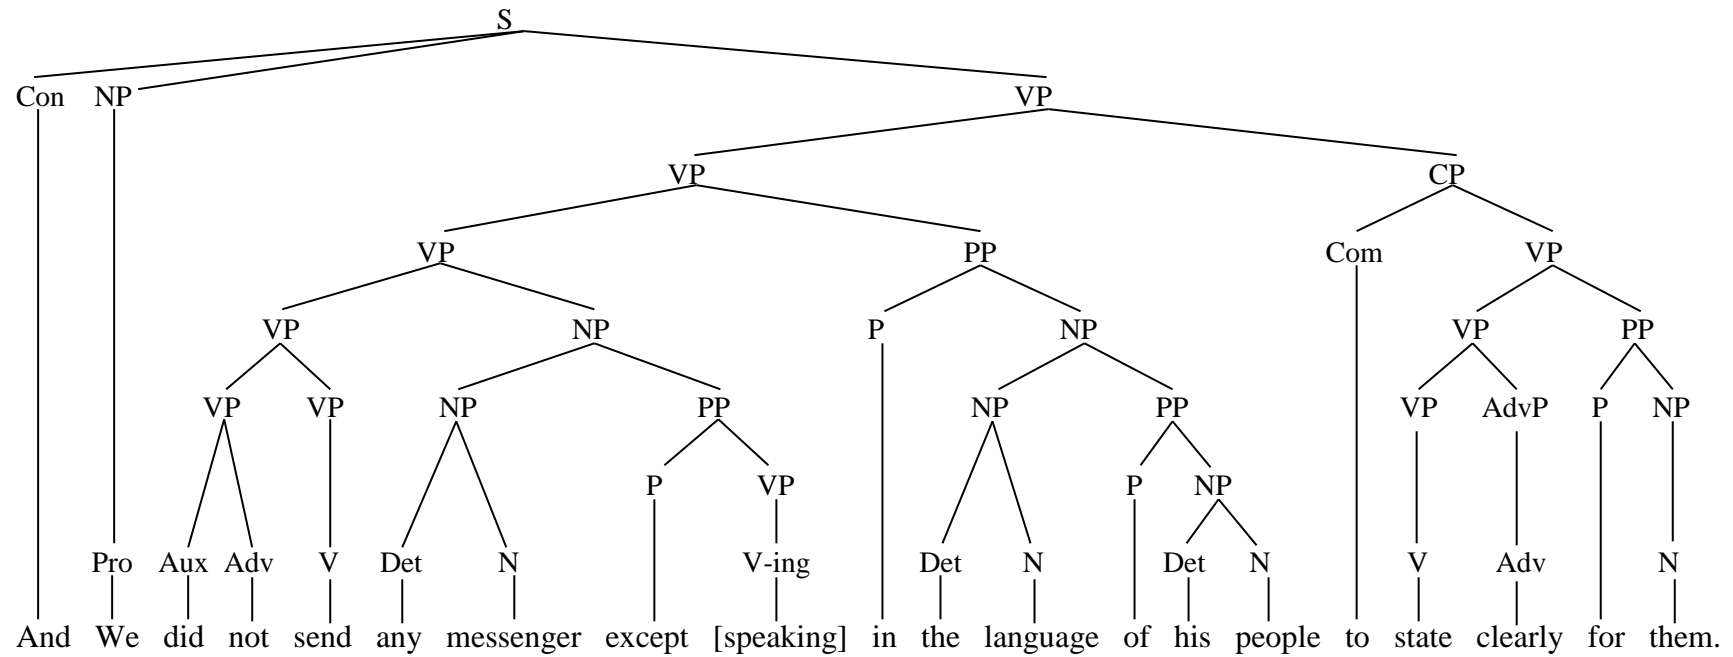 S
Con NP VP
VP CP
VP PP Com VP
VP NP P NP VP PP
VP VP NP PP NP PP VP AdvP P NP
P VP P NP
Pro Aux Adv V Det N V-ing Det N Det N V Adv N
And We did not send any messenger except [speaking] in the language of his people to state clearly for them.